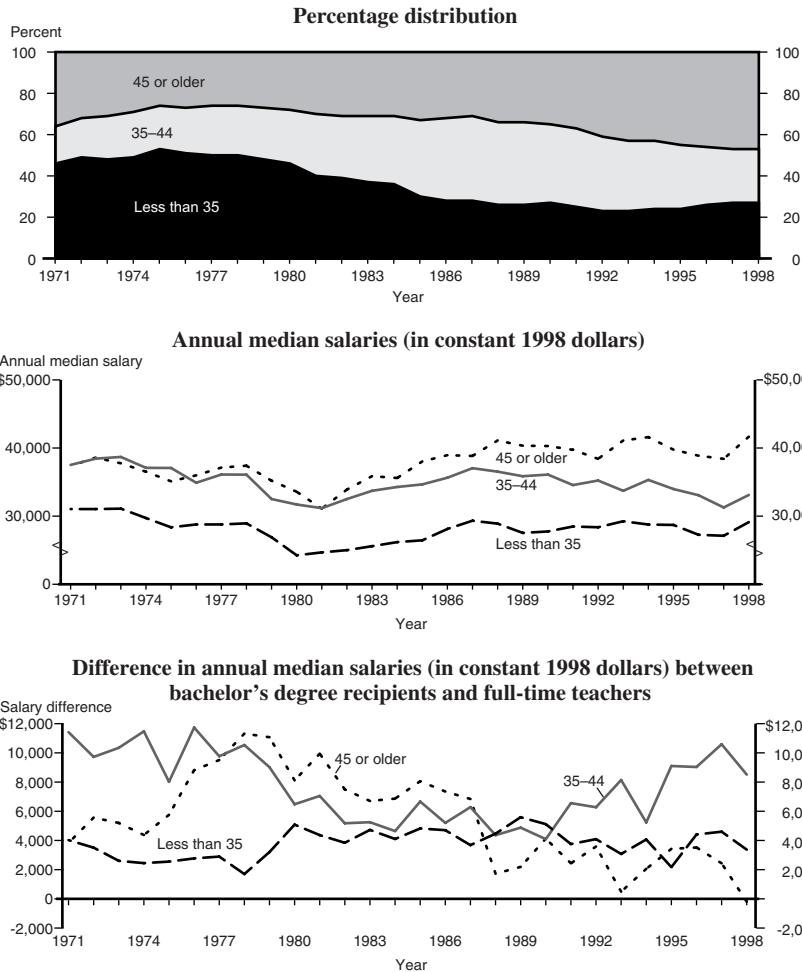 Percentage distribution
Percent
100 100
80 80
60 60
40 40
20 20
0 0
45 or older
35–44
Less than 35
1971 1974 1977 1980 1983 1986 1989 1992 1995 1998
Year
Annual median salaries (in constant 1998 dollars)
Annual median salary
$50,000 $50,00
40,000 40,00
30,000 30,00
0 0
45 or older
35–44
Less than 35
1971 1974 1977 1980 1983 1986 1989 1992 1995 1998
Year
Difference in annual median salaries (in constant 1998 dollars) between
bachelor's degree recipients and full-time teachers
Salary difference
$12,000 $12,0
10,000 10,0
8,000 8,0
6,000 6,0
4,000 4,0
2,000 2,0
0 0
-2,000 -2,0
45 or older
35–44
Less than 35
1971 1974 1977 1980 1983 1986 1989 1992 1995 1998
Year